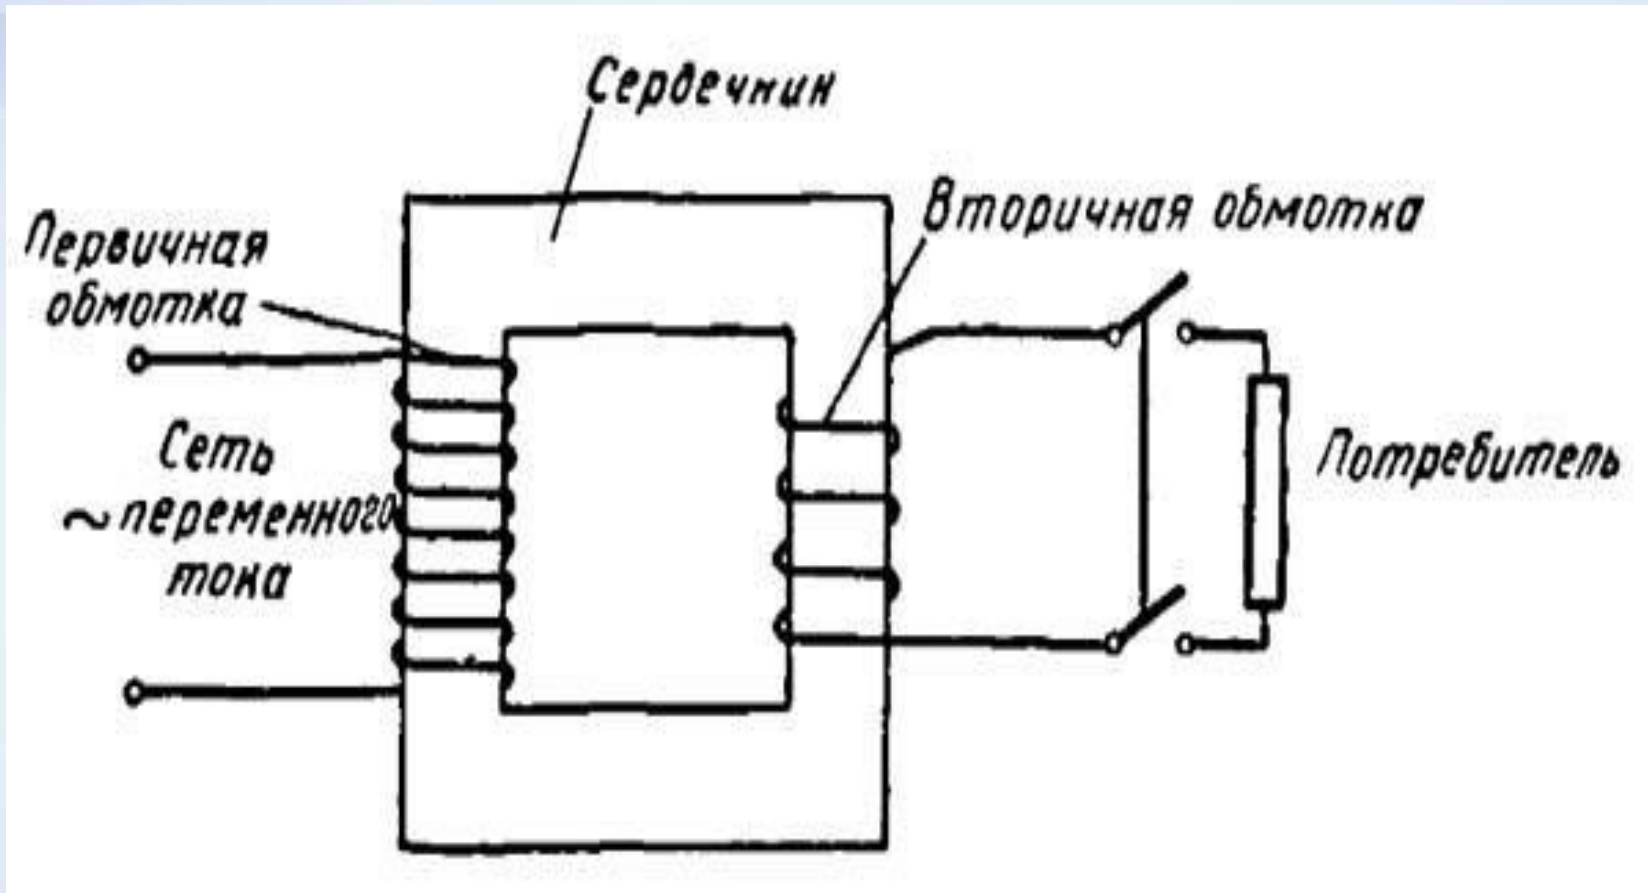 Сердечник
Вторичная обмотка
Первичная
обмотка
Сеть
~ переменного
тока
Потребитель